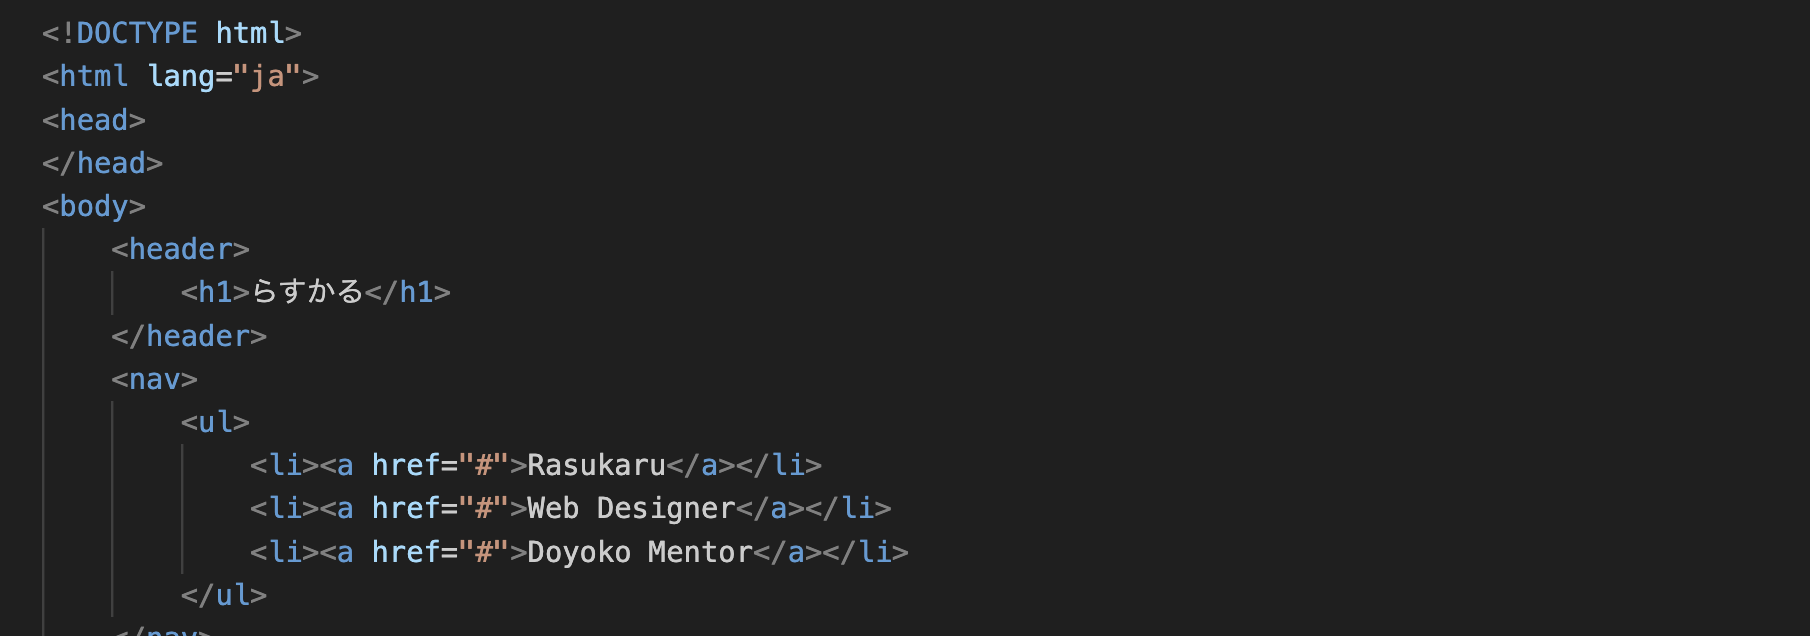 <!DOCTYPE html>
<html lang="ja">
<head>
</head>
<body>
<header>
<h1>らすかる</h1>
</header>
<nav>
<ul>
<li><a href="#">Rasukaru</a></li>
<li><a href="#">Web Designer</a></li>
<li><a href="#">Doyoko Mentor</a></li>
</ul>
</nav>